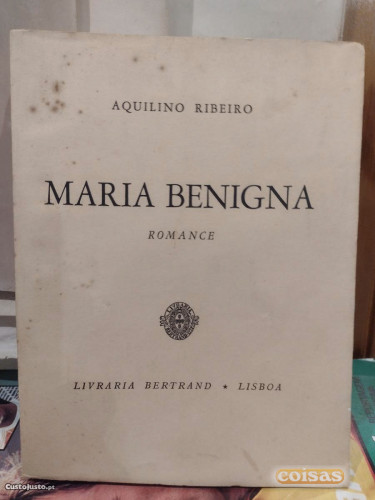 AQUILINO RIBEIRO
MARIA BENIGNA
ROMANCE
LIVRARIA BERTRAND • LISBOA
CustoJusto.pt
coisas